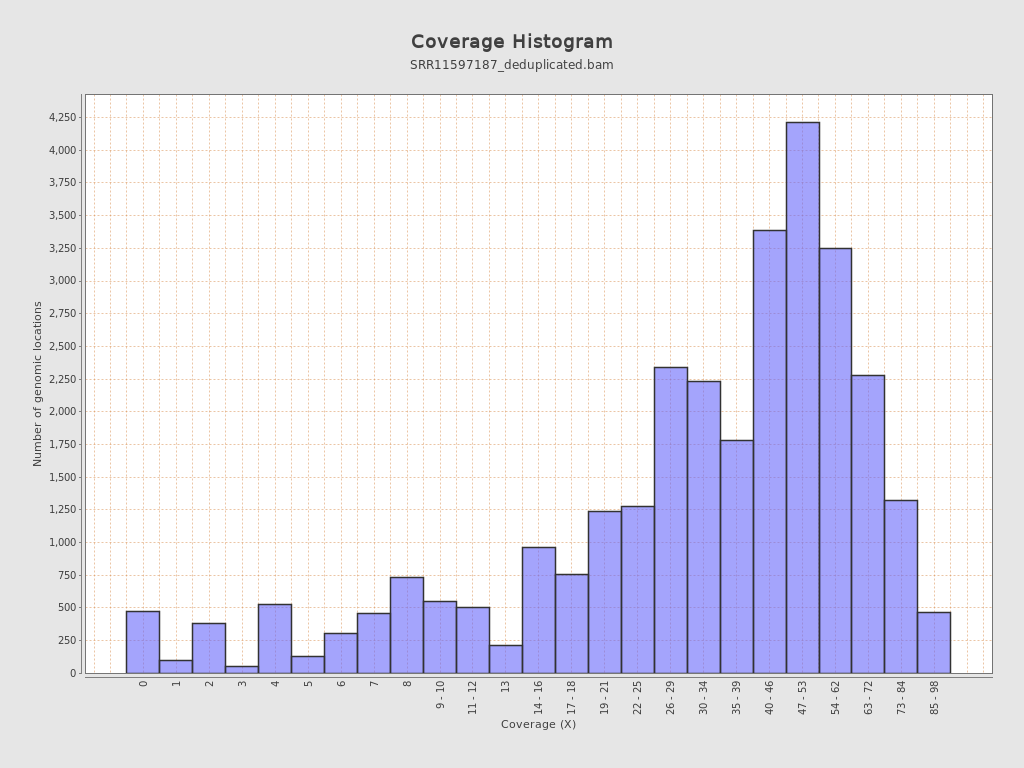 Coverage Histogram
SRR11597187_deduplicated.bam
Number of genomic locations
4,250
4,000
3,750
3,500
3,250
3,000
2,750
2,500
2,250
2,000
1,750
1,500
1,250
1,000
750
500
250
0
0
1
2
3
4
5
6
7
8
9 - 10
11 - 12
13
14 - 16
17 - 18
19 - 21
22 - 25
26 - 29
30 - 34
35 - 39
40 - 46
47 - 53
54 - 62
63 - 72
73 - 84
85 - 98
Coverage (X)